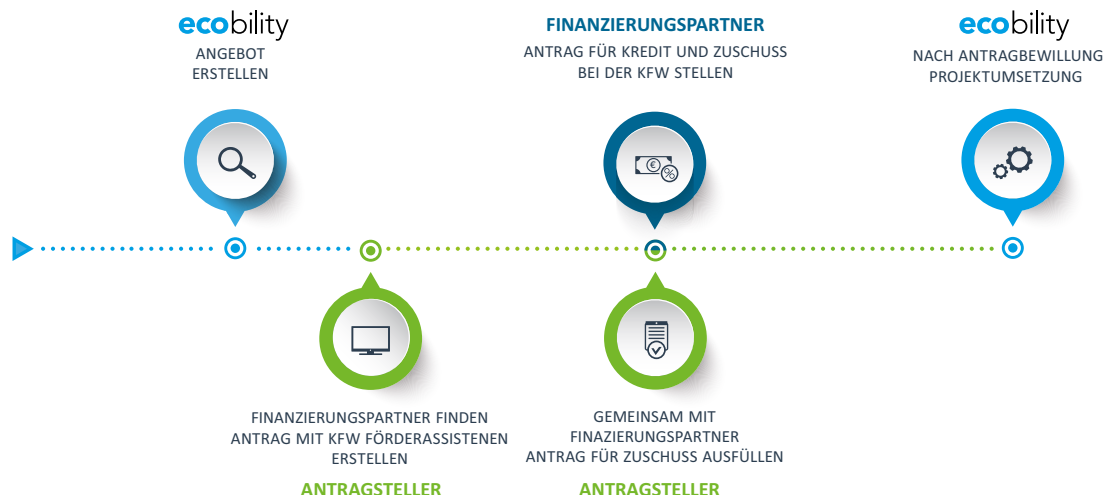 ecobility
ANGEBOT
ERSTELLEN
FINANZIERUNGSPARTNER
ANTRAG FÜR KREDIT UND ZUSCHUSS
BEI DER KFW STELLEN
ecobility
NACH ANTRAGBEWILLUNG
PROJEKTUMSETZUNG
€
%
FINANZIERUNGSPARTNER FINDEN
ANTRAG MIT KFW FÖRDERASSISTENEN
ERSTELLEN
ANTRAGSTELLER
GEMEINSAM MIT
FINAZIERUNGSPARTNER
ANTRAG FÜR ZUSCHUSS AUSFÜLLEN
ANTRAGSTELLER